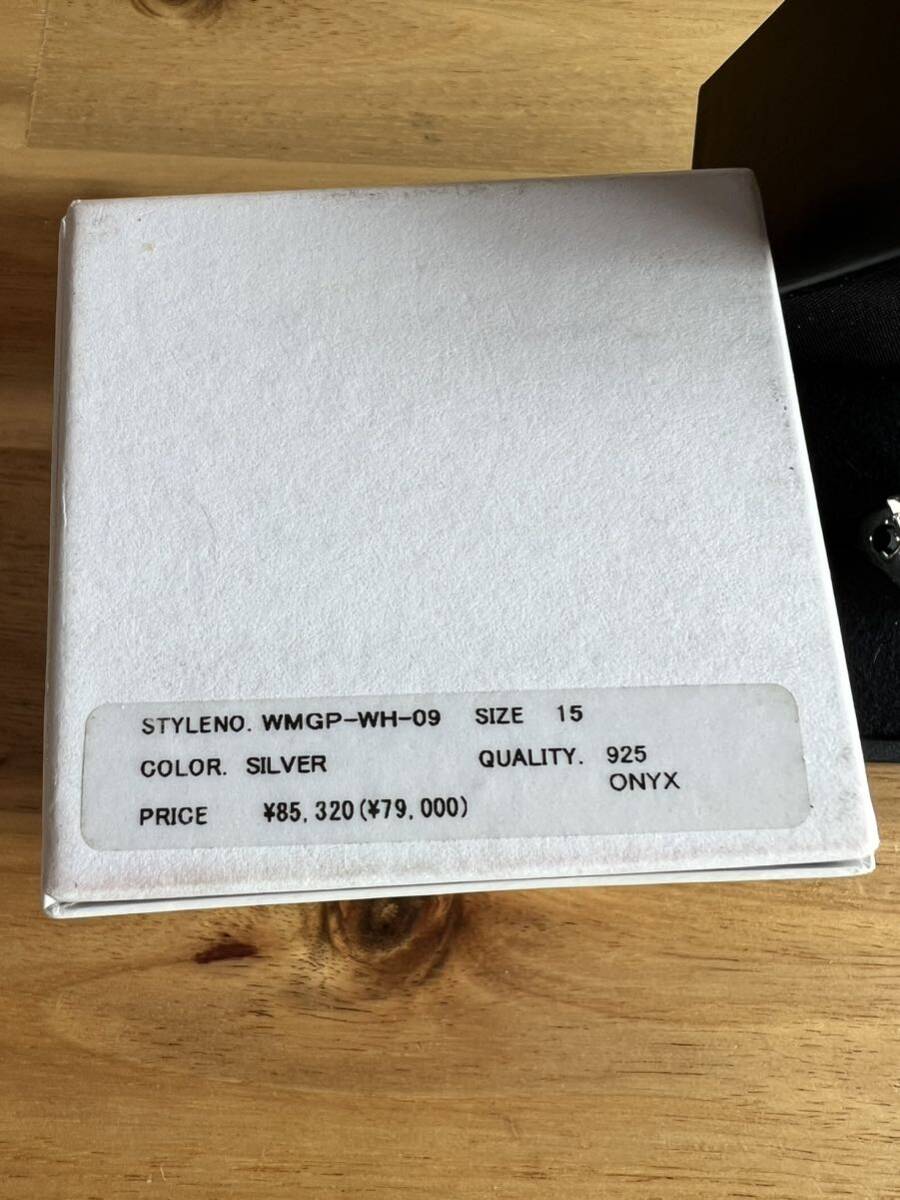 STYLENO. WMGP-WH-09 SIZE 15
COLOR. SILVER QUALITY. 925
ONYX
PRICE ¥85,320(¥79,000)